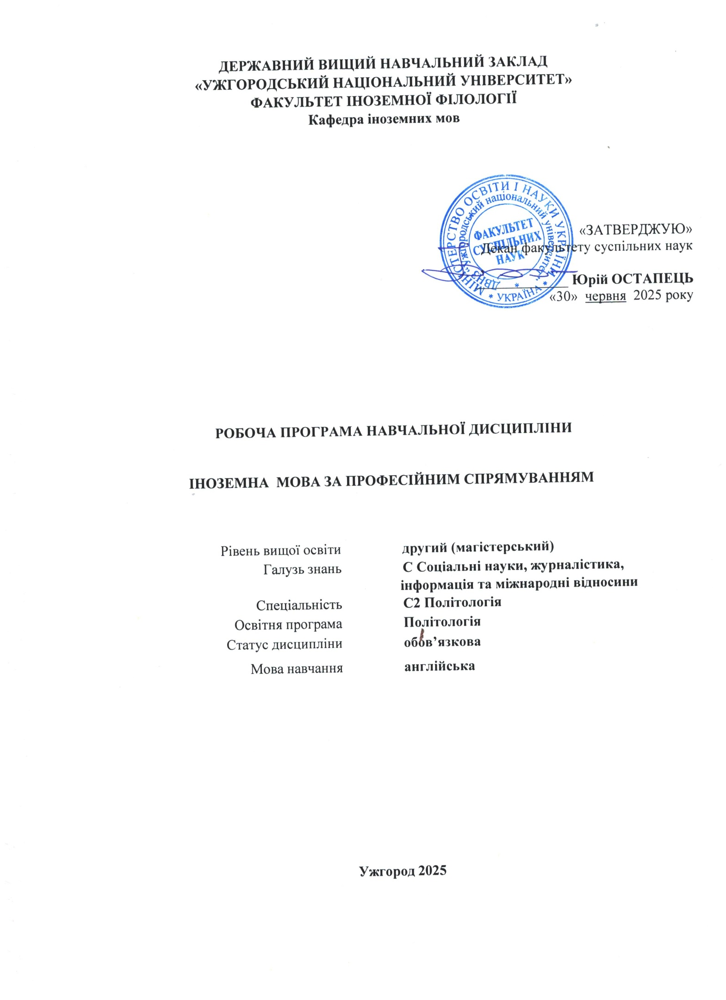 ДЕРЖАВНИЙ ВИЩИЙ НАВЧАЛЬНИЙ ЗАКЛАД
«УЖГОРОДСЬКИЙ НАЦІОНАЛЬНИЙ УНІВЕРСИТЕТ»
ФАКУЛЬТЕТ ІНОЗЕМНОЇ ФІЛОЛОГІЇ
Кафедра іноземних мов
МІНІСТЕРСТВО ОСВІТИ І НАУКИ УКРАЇНИ
* УКРАЇНА *
ДВНЗ „Ужгородський національний університет”
*
ФАКУЛЬТЕТ
СУСПІЛЬНИХ
НАУК
«ЗАТВЕРДЖУЮ»
Декан факультету суспільних наук
Юрій ОСТАПЕЦЬ
«30» червня 2025 року
РОБОЧА ПРОГРАМА НАВЧАЛЬНОЇ ДИСЦИПЛІНИ
ІНОЗЕМНА МОВА ЗА ПРОФЕСІЙНИМ СПРЯМУВАННЯМ
Рівень вищої освіти другий (магістерський)
Галузь знань С Соціальні науки, журналістика,
інформація та міжнародні відносини
Спеціальність С2 Політологія
Освітня програма Політологія
Статус дисципліни обов’язкова
Мова навчання англійська
Ужгород 2025